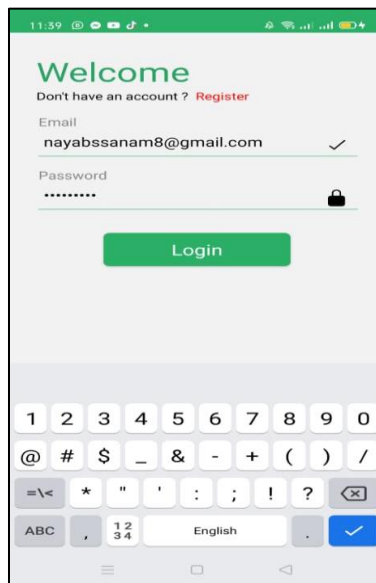 11:39
Welcome
Don't have an account ? Register
Email
nayabssanam8@gmail.com
Password
•••••••••
Login
1 2 3 4 5 6 7 8 9 0
@ # $ _ & - + ( ) /
=\< * " ' : ; ! ?
ABC , 12 34 English .